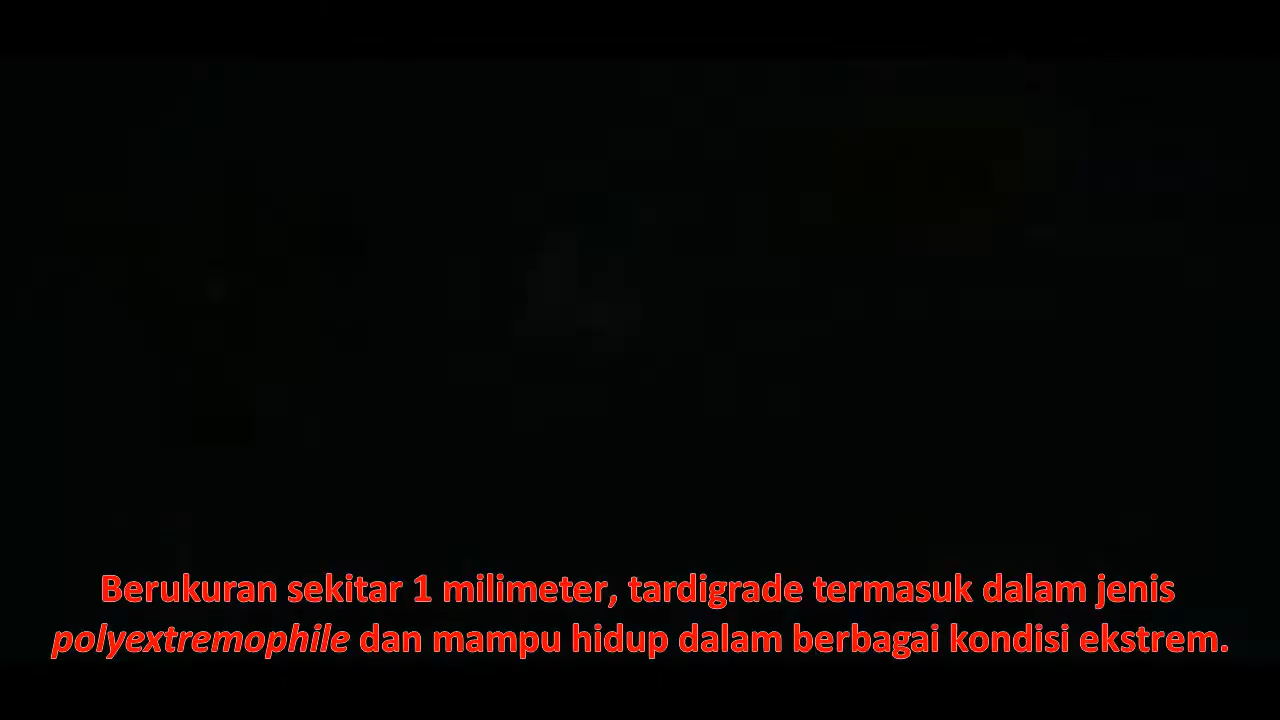 Berukuran sekitar 1 milimeter, tardigrade termasuk dalam jenis
polyextremophile dan mampu hidup dalam berbagai kondisi ekstrem.